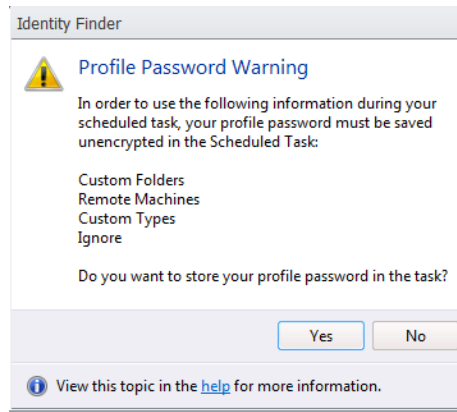 Identity Finder
Profile Password Warning
In order to use the following information during your
scheduled task, your profile password must be saved
unencrypted in the Scheduled Task:
Custom Folders
Remote Machines
Custom Types
Ignore
Do you want to store your profile password in the task?
Yes No
View this topic in the help for more information.